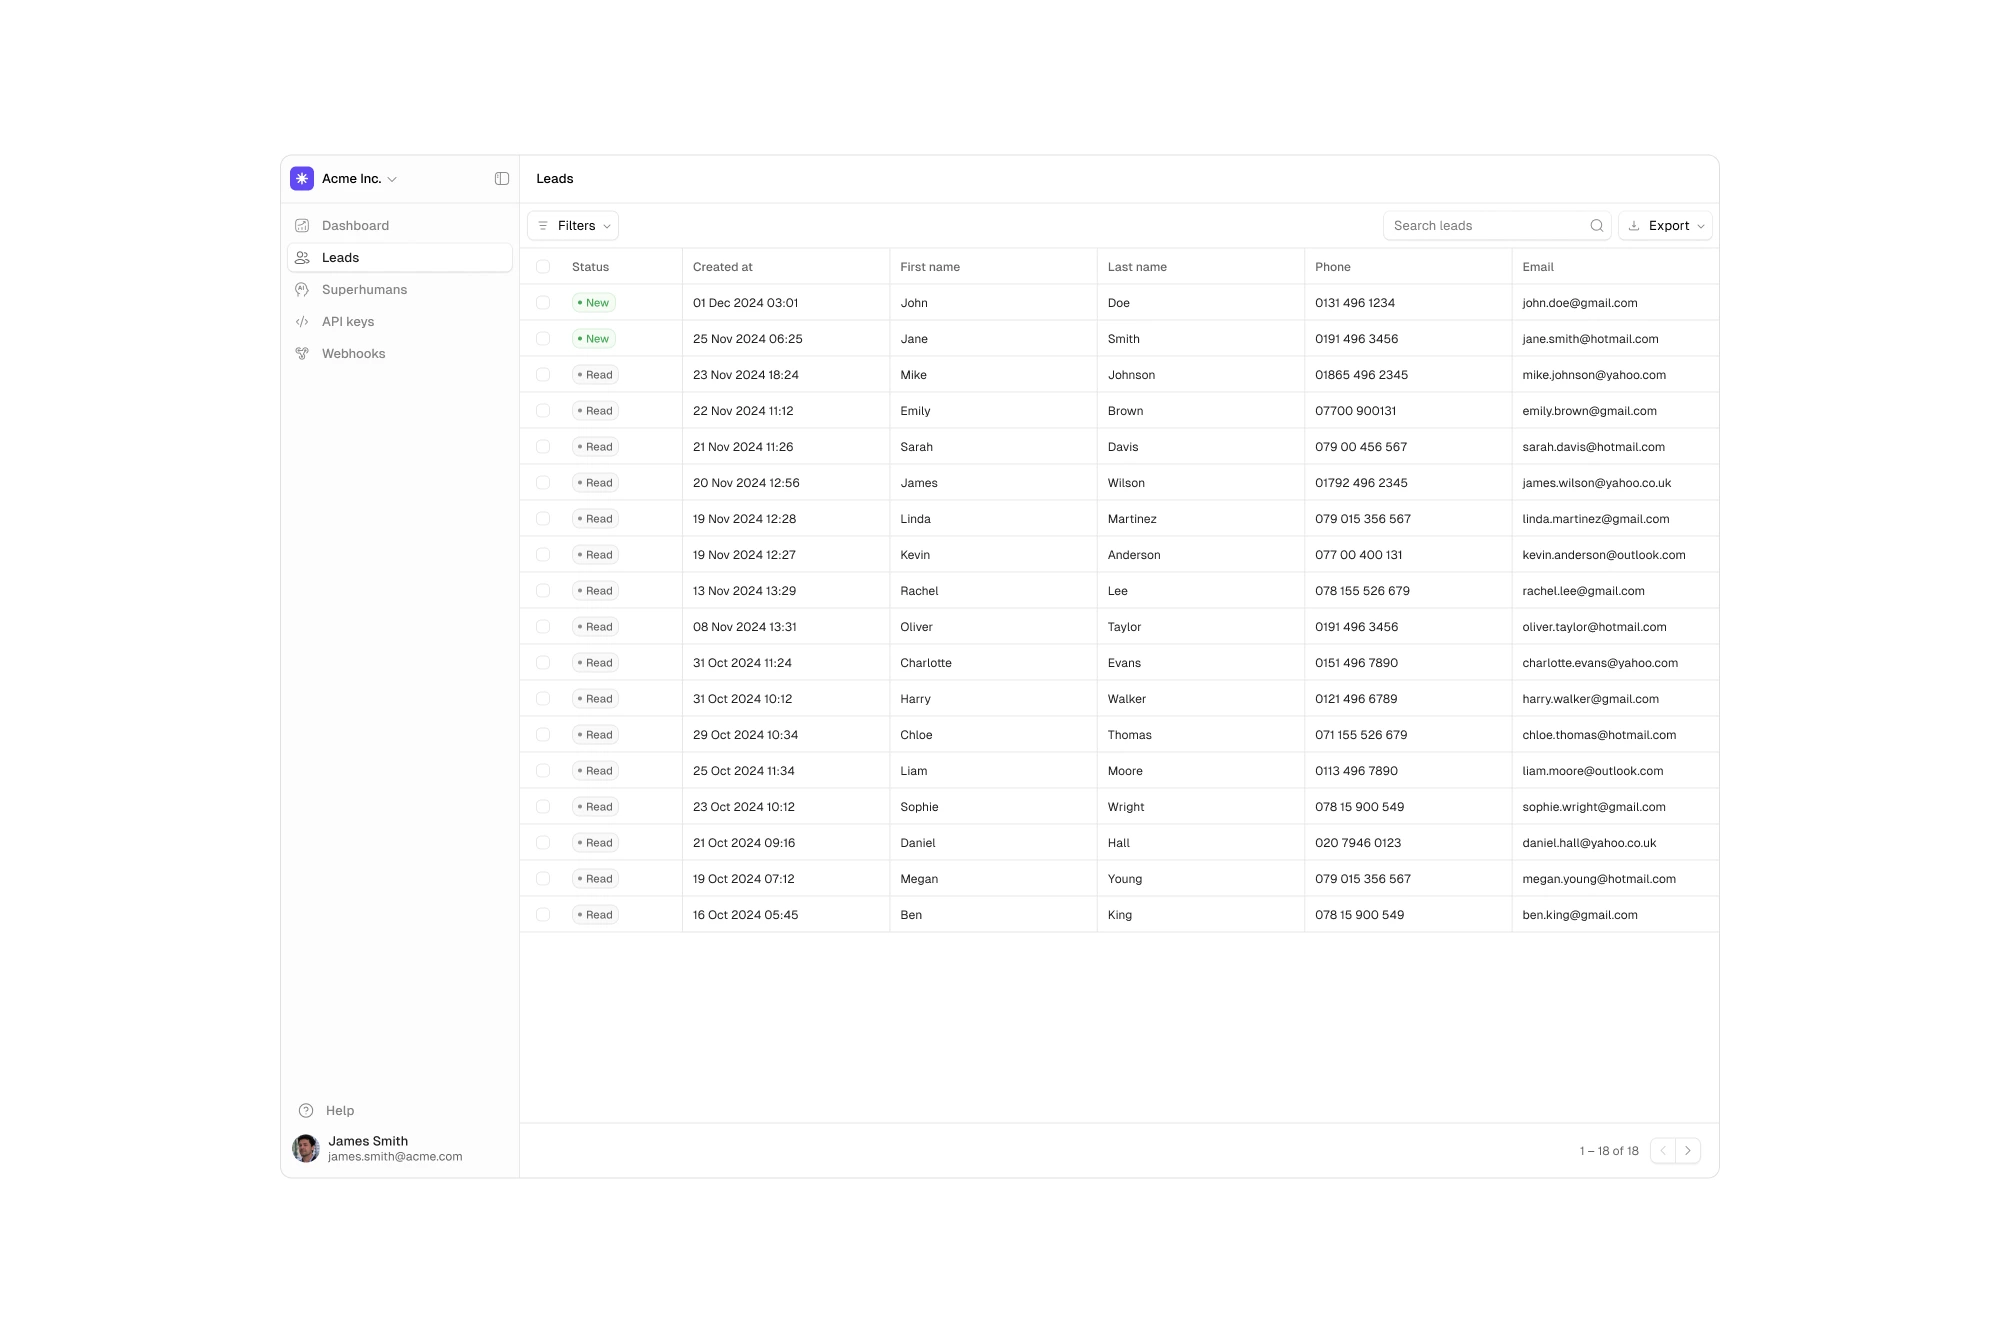 Acme Inc.
Dashboard
Leads
Superhumans
API keys
Webhooks
Help
James Smith
james.smith@acme.com
Leads
Filters Search leads Export
Status Created at First name Last name Phone Email
New 01 Dec 2024 03:01 John Doe 0131 496 1234 john.doe@gmail.com
New 25 Nov 2024 06:25 Jane Smith 0191 496 3456 jane.smith@hotmail.com
Read 23 Nov 2024 18:24 Mike Johnson 01865 496 2345 mike.johnson@yahoo.com
Read 22 Nov 2024 11:12 Emily Brown 07700 900131 emily.brown@gmail.com
Read 21 Nov 2024 11:26 Sarah Davis 079 00 456 567 sarah.davis@hotmail.com
Read 20 Nov 2024 12:56 James Wilson 01792 496 2345 james.wilson@yahoo.co.uk
Read 19 Nov 2024 12:28 Linda Martinez 079 015 356 567 linda.martinez@gmail.com
Read 19 Nov 2024 12:27 Kevin Anderson 077 00 400 131 kevin.anderson@outlook.com
Read 13 Nov 2024 13:29 Rachel Lee 078 155 526 679 rachel.lee@gmail.com
Read 08 Nov 2024 13:31 Oliver Taylor 0191 496 3456 oliver.taylor@hotmail.com
Read 31 Oct 2024 11:24 Charlotte Evans 0151 496 7890 charlotte.evans@yahoo.com
Read 31 Oct 2024 10:12 Harry Walker 0121 496 6789 harry.walker@gmail.com
Read 29 Oct 2024 10:34 Chloe Thomas 071 155 526 679 chloe.thomas@hotmail.com
Read 25 Oct 2024 11:34 Liam Moore 0113 496 7890 liam.moore@outlook.com
Read 23 Oct 2024 10:12 Sophie Wright 078 15 900 549 sophie.wright@gmail.com
Read 21 Oct 2024 09:16 Daniel Hall 020 7946 0123 daniel.hall@yahoo.co.uk
Read 19 Oct 2024 07:12 Megan Young 079 015 356 567 megan.young@hotmail.com
Read 16 Oct 2024 05:45 Ben King 078 15 900 549 ben.king@gmail.com
1 – 18 of 18